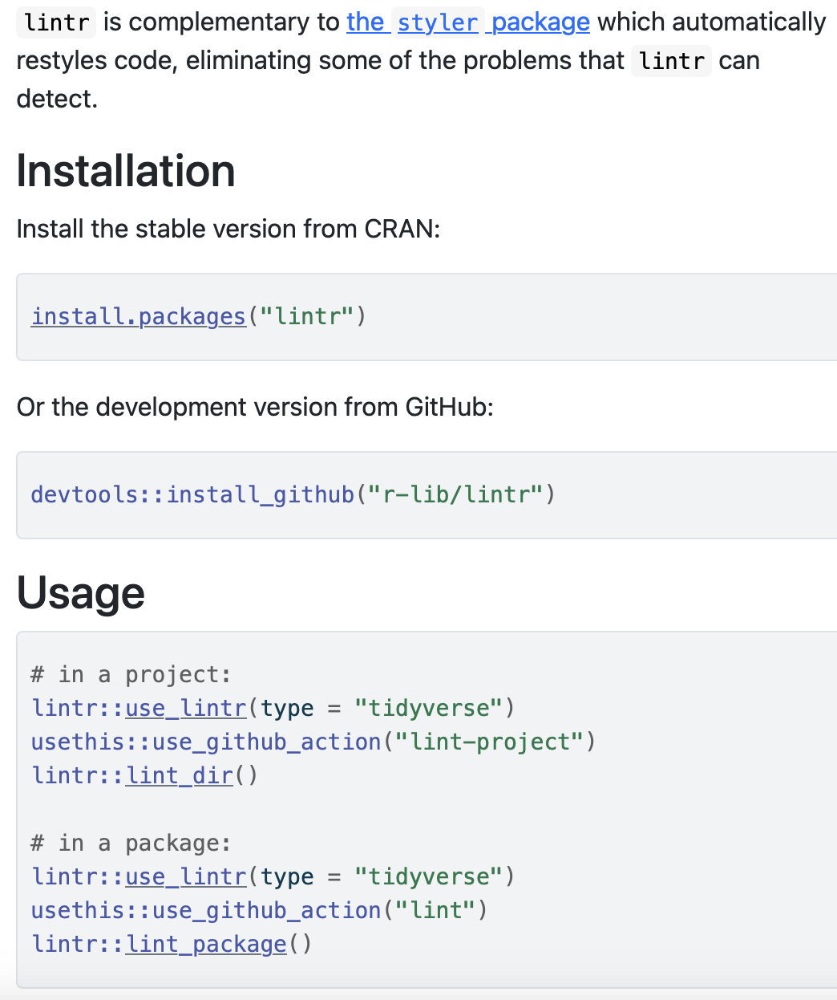 lintr is complementary to the styler package which automatically
restyles code, eliminating some of the problems that lintr can
detect.
Installation
Install the stable version from CRAN:
install.packages("lintr")
Or the development version from GitHub:
devtools::install_github("r-lib/lintr")
Usage
# in a project:
lintr::use_lintr(type = "tidyverse")
usethis::use_github_action("lint-project")
lintr::lint_dir()
# in a package:
lintr::use_lintr(type = "tidyverse")
usethis::use_github_action("lint")
lintr::lint_package()